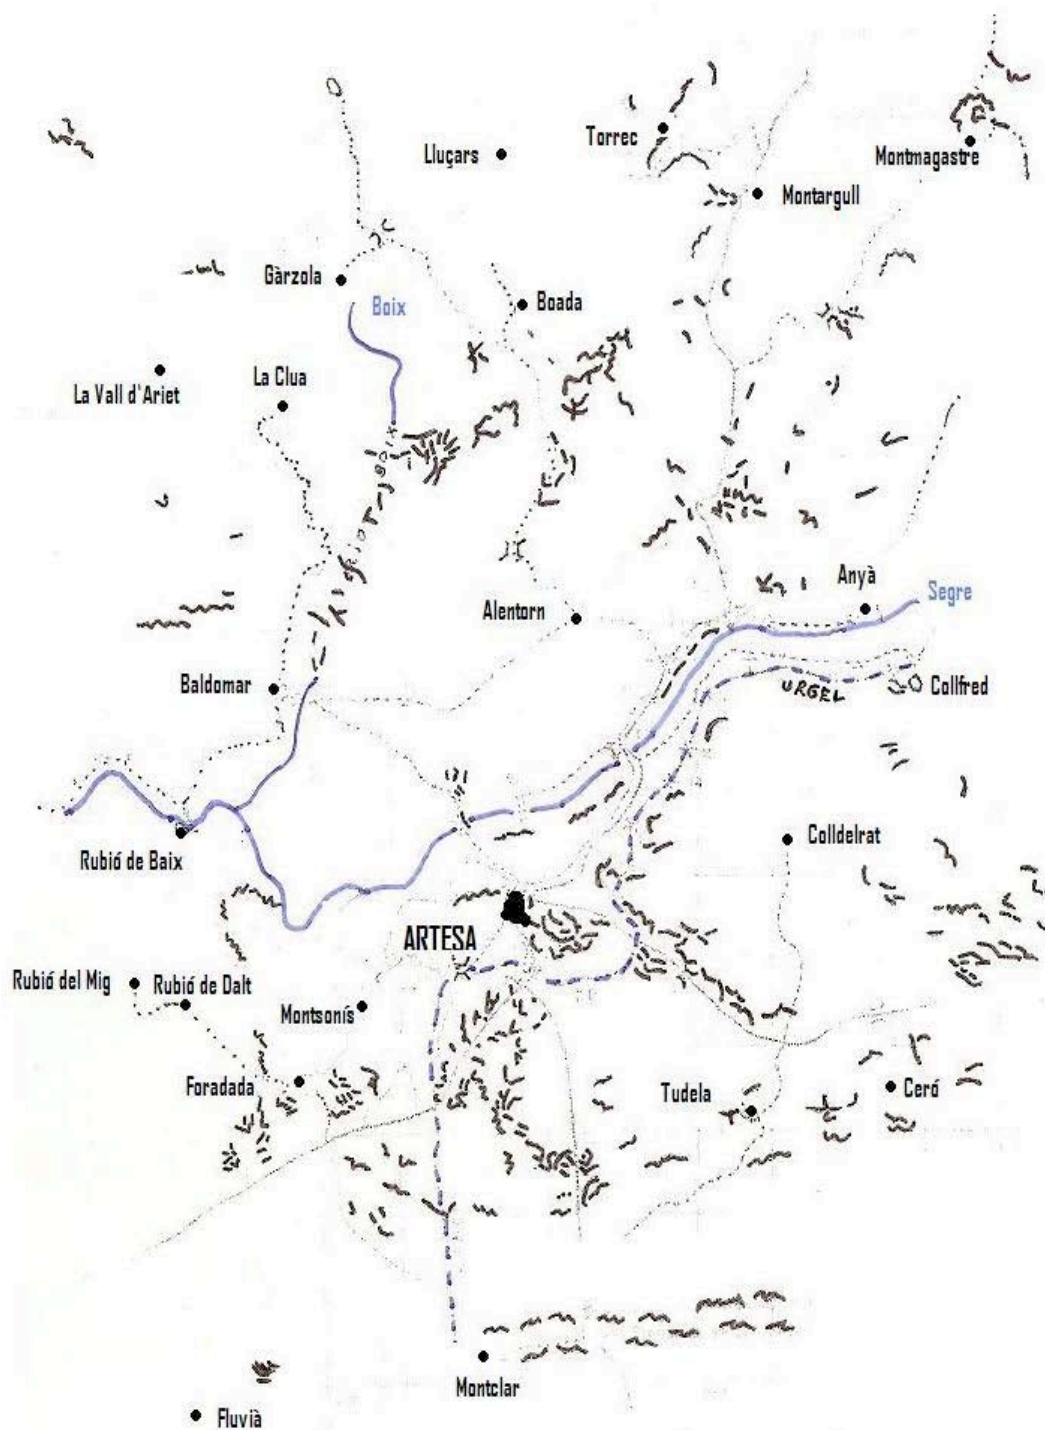 Torrec
Lluçars
Montmagastre
Montargull
Gàrzola
Boix
Boada
La Clua
La Vall d'Ariet
Anyà
Segre
Alentorn
Baldomar
URGEL
Collfred
Rubió de Baix
Colldelrat
ARTESA
Rubió del Mig
Rubió de Dalt
Montsonís
Foradada
Tudela
Ceró
Montclar
Fluvià